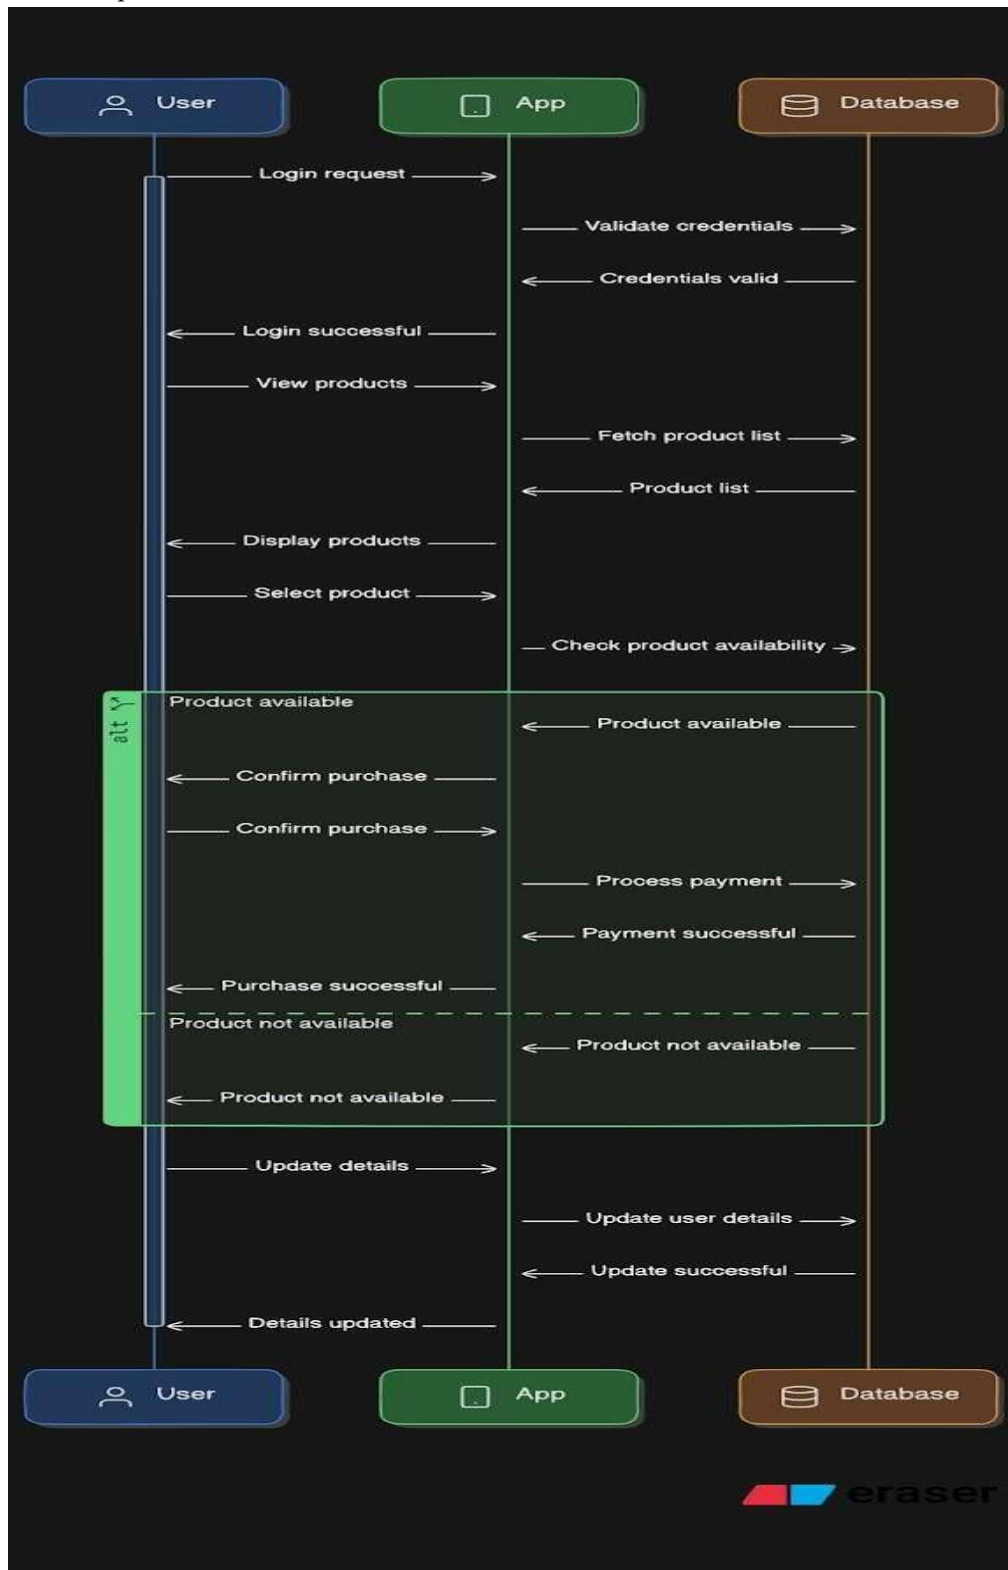 User
App
Database
Login request
Validate credentials
Credentials valid
Login successful
View products
Fetch product list
Product list
Display products
Select product
Check product availability
alt
Product available
Product available
Confirm purchase
Confirm purchase
Process payment
Payment successful
Purchase successful
Product not available
Product not available
Product not available
Update details
Update user details
Update successful
Details updated
User
App
Database
eraser